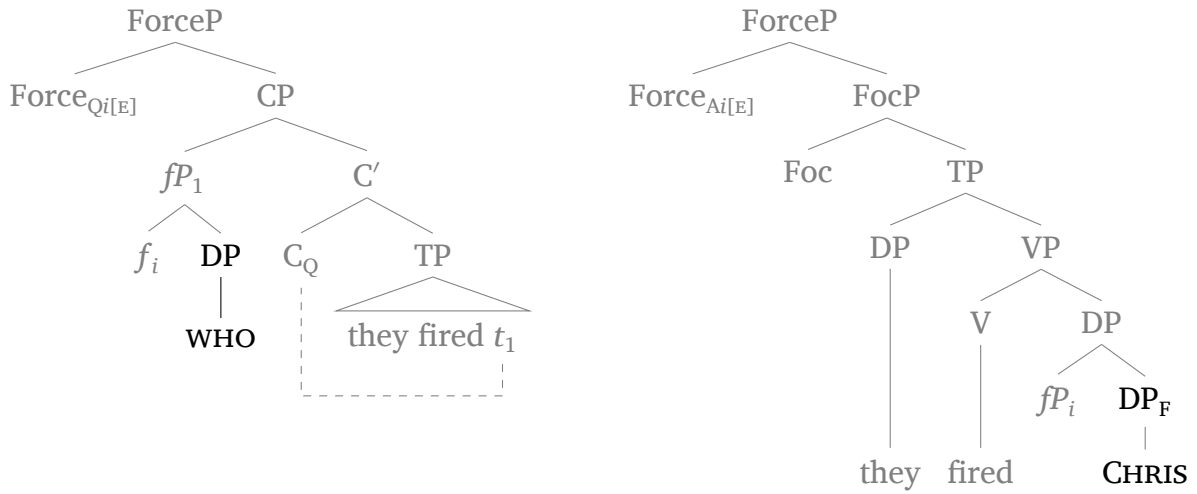 ForceP ForceP
Force_Qi[E] CP Force_Ai[E] FocP
fP_1 C′ Foc TP
f_i DP C_Q TP DP VP
WHO they fired t_1 V DP
fP_i DP_F
they fired CHRIS